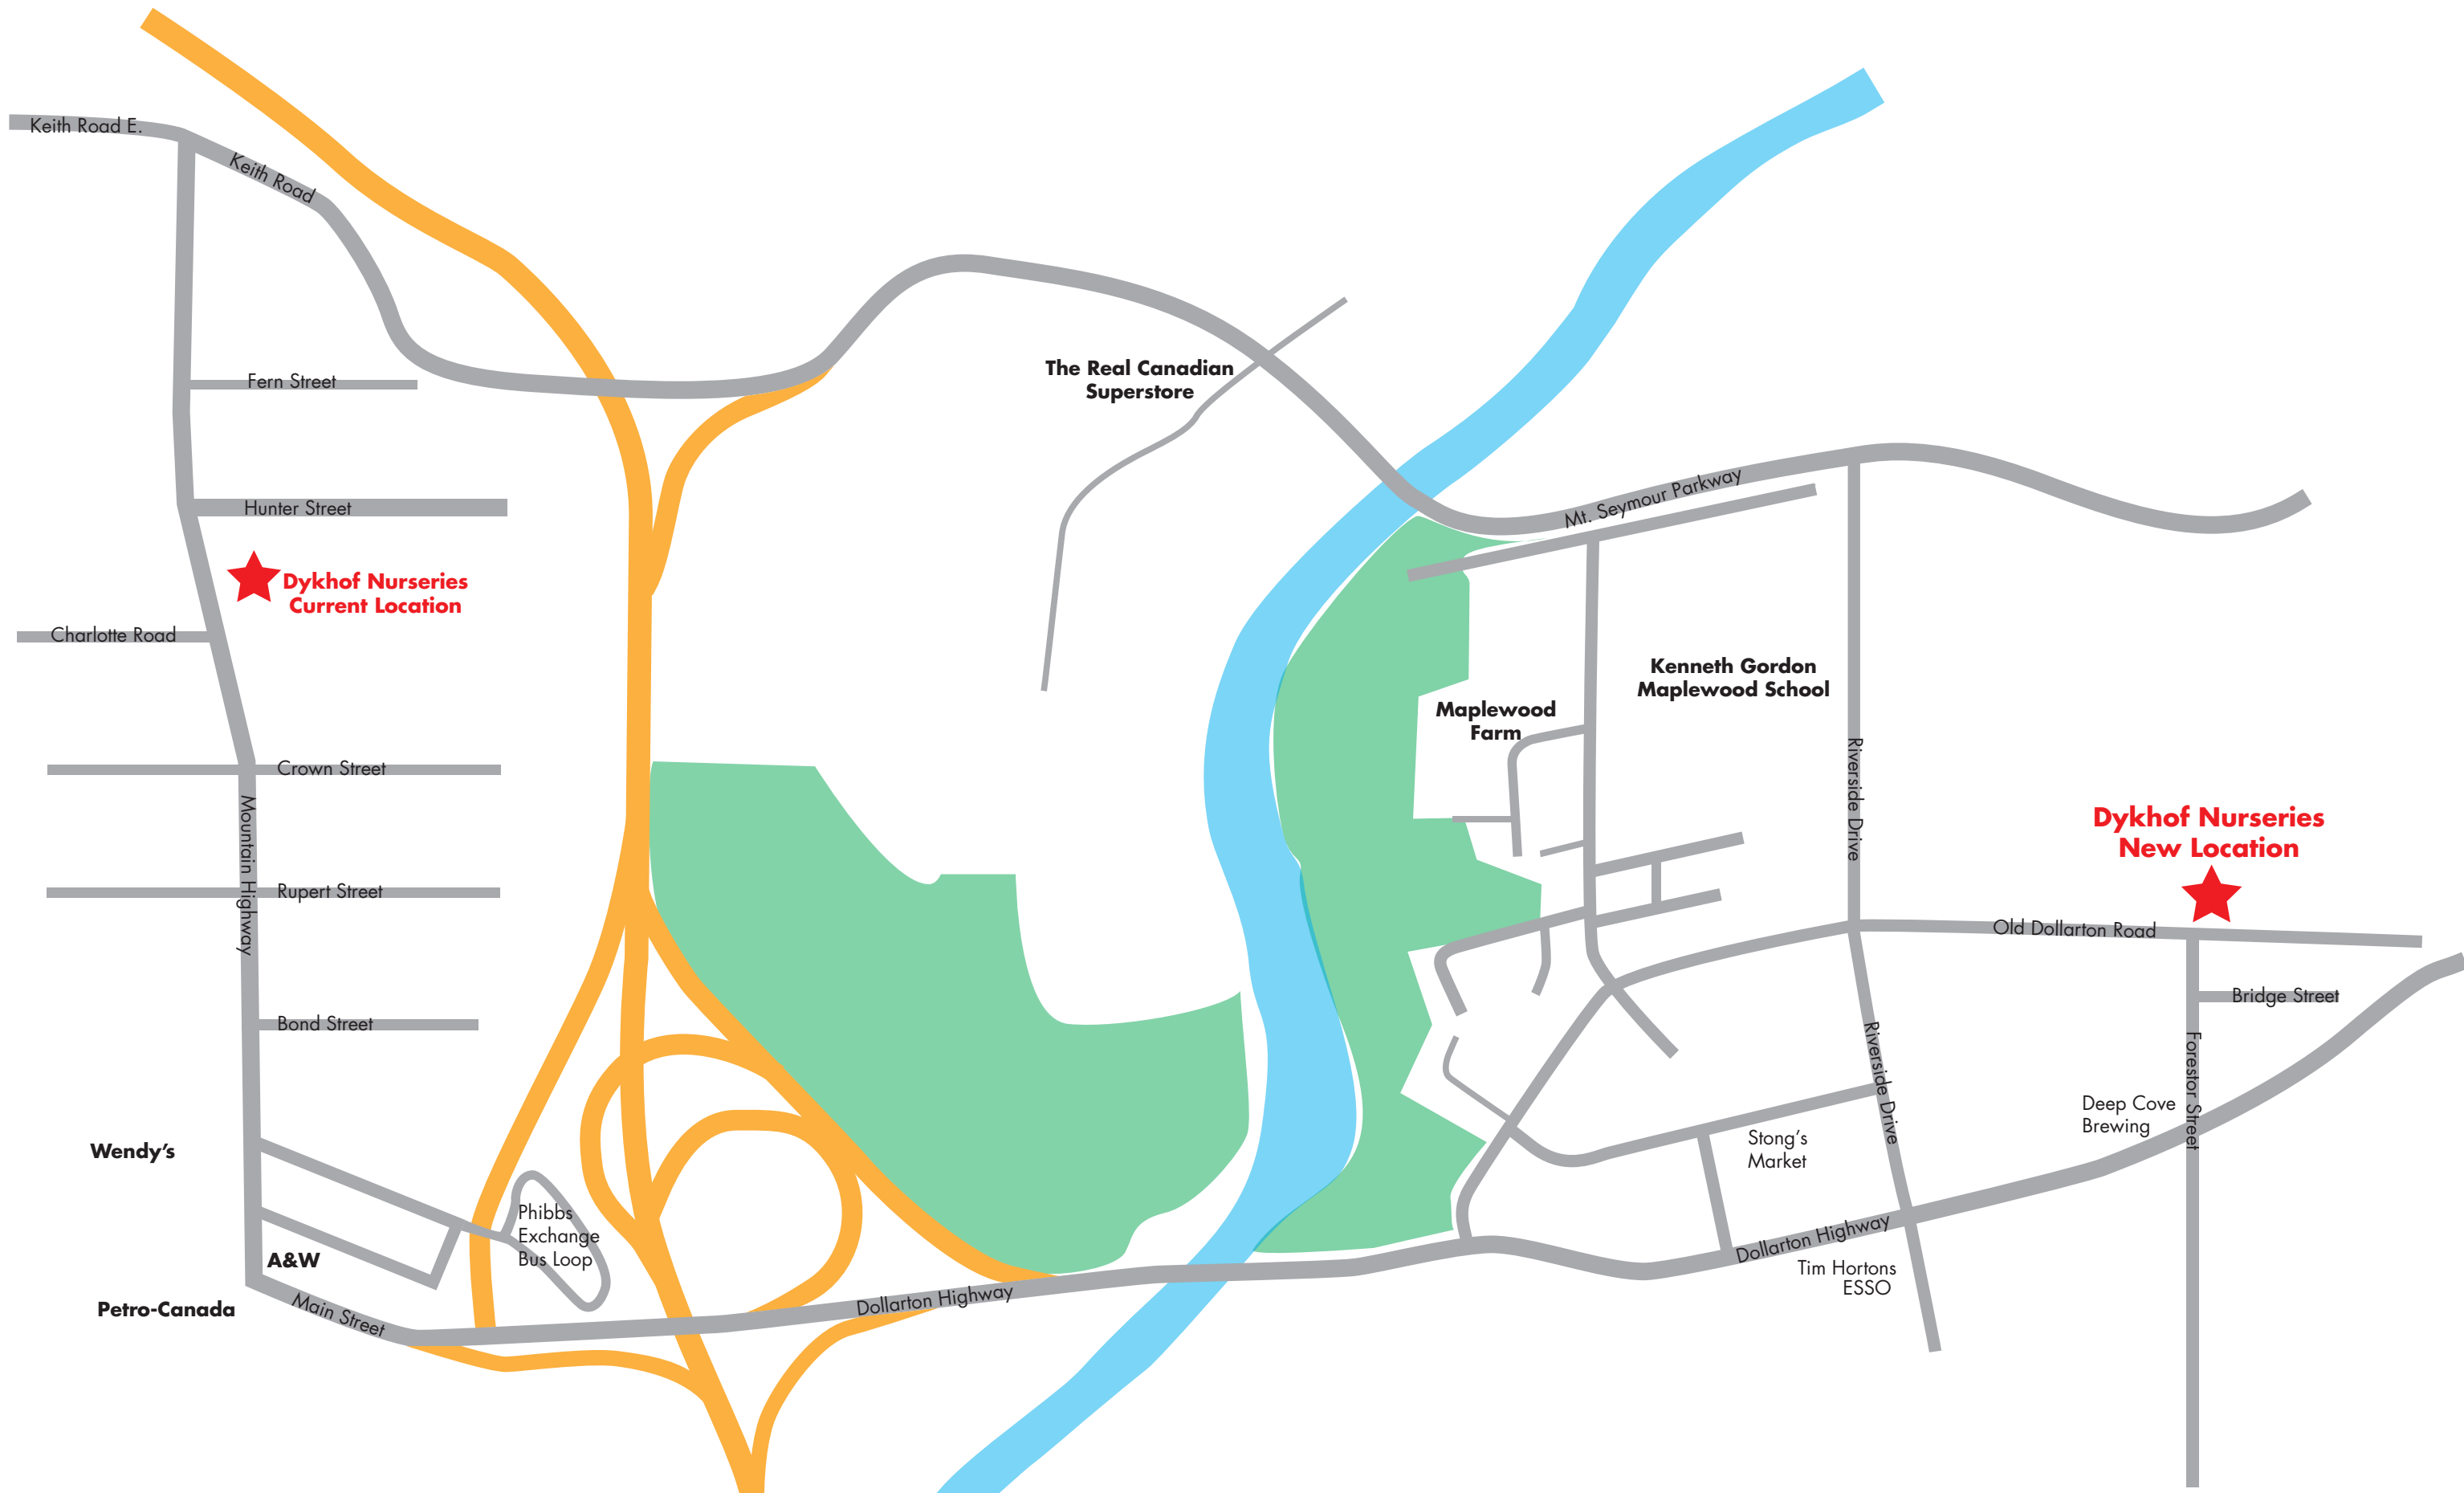 Keith Road E.
Keith Road
Fern Street
The Real Canadian
Superstore
Hunter Street
Mt. Seymour Parkway
Dykhof Nurseries
Current Location
Charlotte Road
Kenneth Gordon
Maplewood School
Maplewood
Farm
Crown Street
Riverside Drive
Mountain Highway
Dykhof Nurseries
New Location
Rupert Street
Old Dollarton Road
Bridge Street
Bond Street
Riverside Drive
Forestor Street
Deep Cove
Brewing
Wendy’s
Stong’s
Market
Phibbs
Exchange
Bus Loop
A&W
Dollarton Highway
Tim Hortons
ESSO
Petro-Canada
Main Street
Dollarton Highway